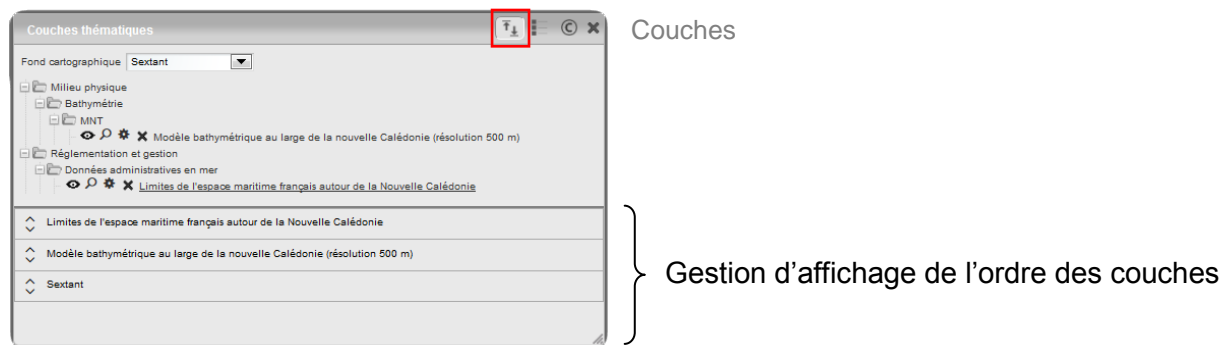 Couches thématiques
©
Couches
Fond cartographique Sextant
Milieu physique
Bathymétrie
MNT
Modèle bathymétrique au large de la nouvelle Calédonie (résolution 500 m)
Réglementation et gestion
Données administratives en mer
Limites de l'espace maritime français autour de la Nouvelle Calédonie
Limites de l'espace maritime français autour de la Nouvelle Calédonie
Modèle bathymétrique au large de la nouvelle Calédonie (résolution 500 m)
Sextant
Gestion d’affichage de l’ordre des couches